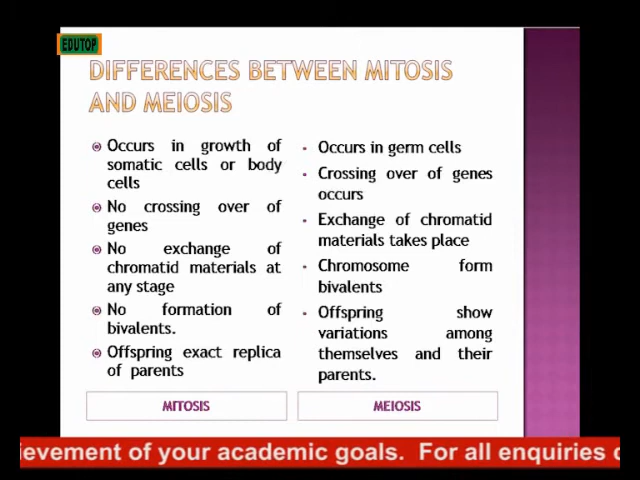 EDUTOP
DIFFERENCES BETWEEN MITOSIS
AND MEIOSIS
Occurs in growth of
somatic cells or body
cells
No crossing over of
genes
No exchange of
chromatid materials at
any stage
No formation of
bivalents.
Offspring exact replica
of parents
MITOSIS
Occurs in germ cells
Crossing over of genes
occurs
Exchange of chromatid
materials takes place
Chromosome form
bivalents
Offspring show
variations among
themselves and their
parents.
MEIOSIS
ievement of your academic goals. For all enquiries